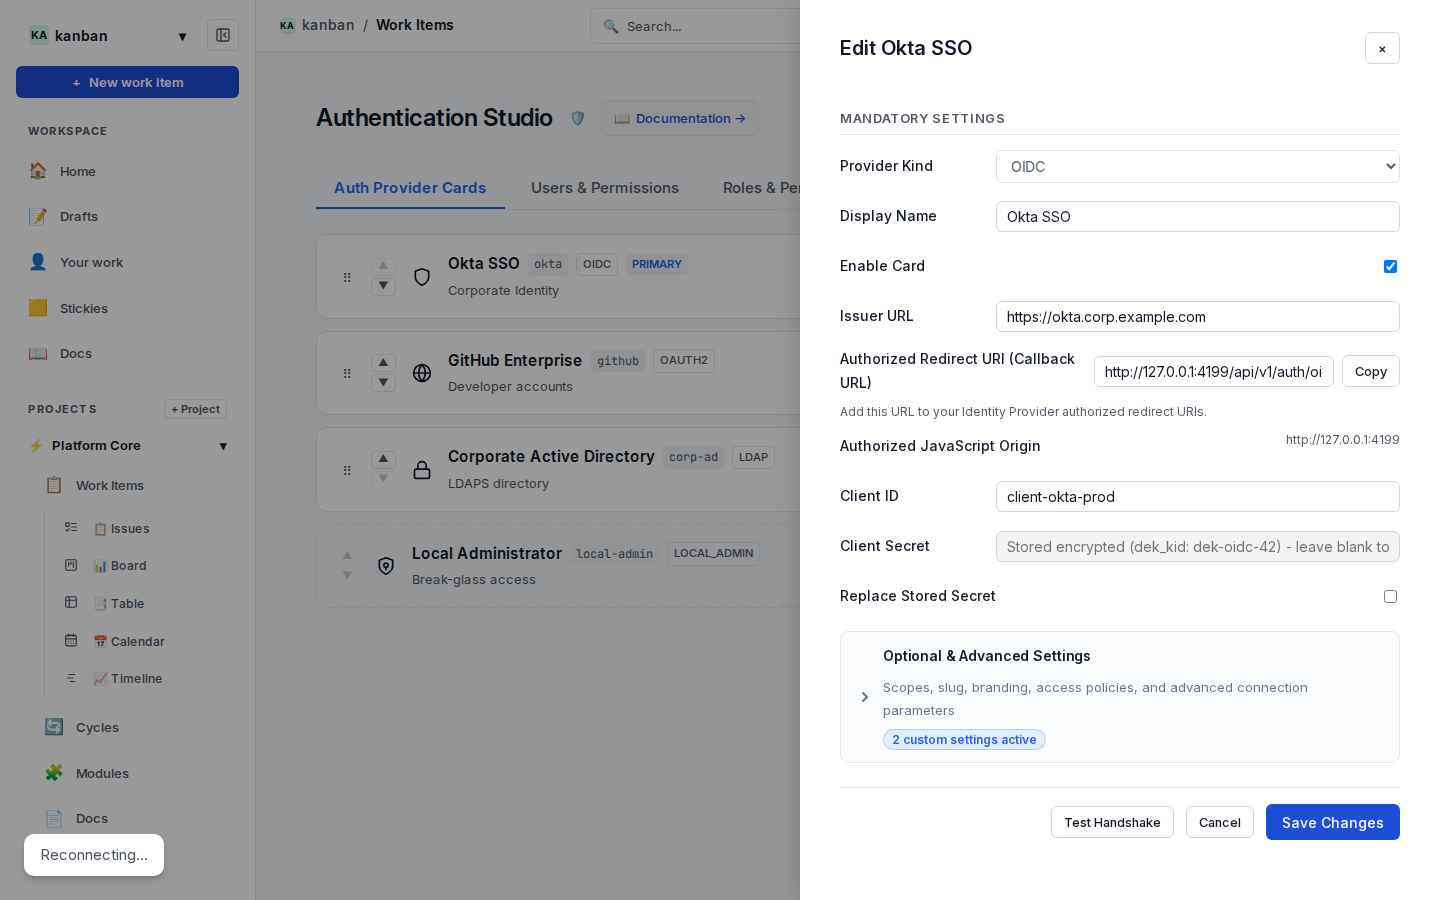 KA kanban ▾
+ New work item
WORKSPACE
Home
Drafts
Your work
Stickies
Docs
PROJECTS
+ Project
Platform Core ▾
Work Items
Issues
Board
Table
Calendar
Timeline
Cycles
Modules
Docs
Reconnecting...
KA kanban / Work Items
Search...
Authentication Studio
Documentation →
Auth Provider Cards
Users & Permissions
Roles & Per
Okta SSO okta OIDC PRIMARY
Corporate Identity
GitHub Enterprise github OAUTH2
Developer accounts
Corporate Active Directory corp-ad LDAP
LDAPS directory
Local Administrator local-admin LOCAL_ADMIN
Break-glass access
Edit Okta SSO
×
MANDATORY SETTINGS
Provider Kind
OIDC
Display Name
Okta SSO
Enable Card
Issuer URL
https://okta.corp.example.com
Authorized Redirect URI (Callback
URL)
http://127.0.0.1:4199/api/v1/auth/oi
Copy
Add this URL to your Identity Provider authorized redirect URIs.
Authorized JavaScript Origin
http://127.0.0.1:4199
Client ID
client-okta-prod
Client Secret
Stored encrypted (dek_kid: dek-oidc-42) - leave blank to
Replace Stored Secret
Optional & Advanced Settings
Scopes, slug, branding, access policies, and advanced connection
parameters
2 custom settings active
Test Handshake
Cancel
Save Changes